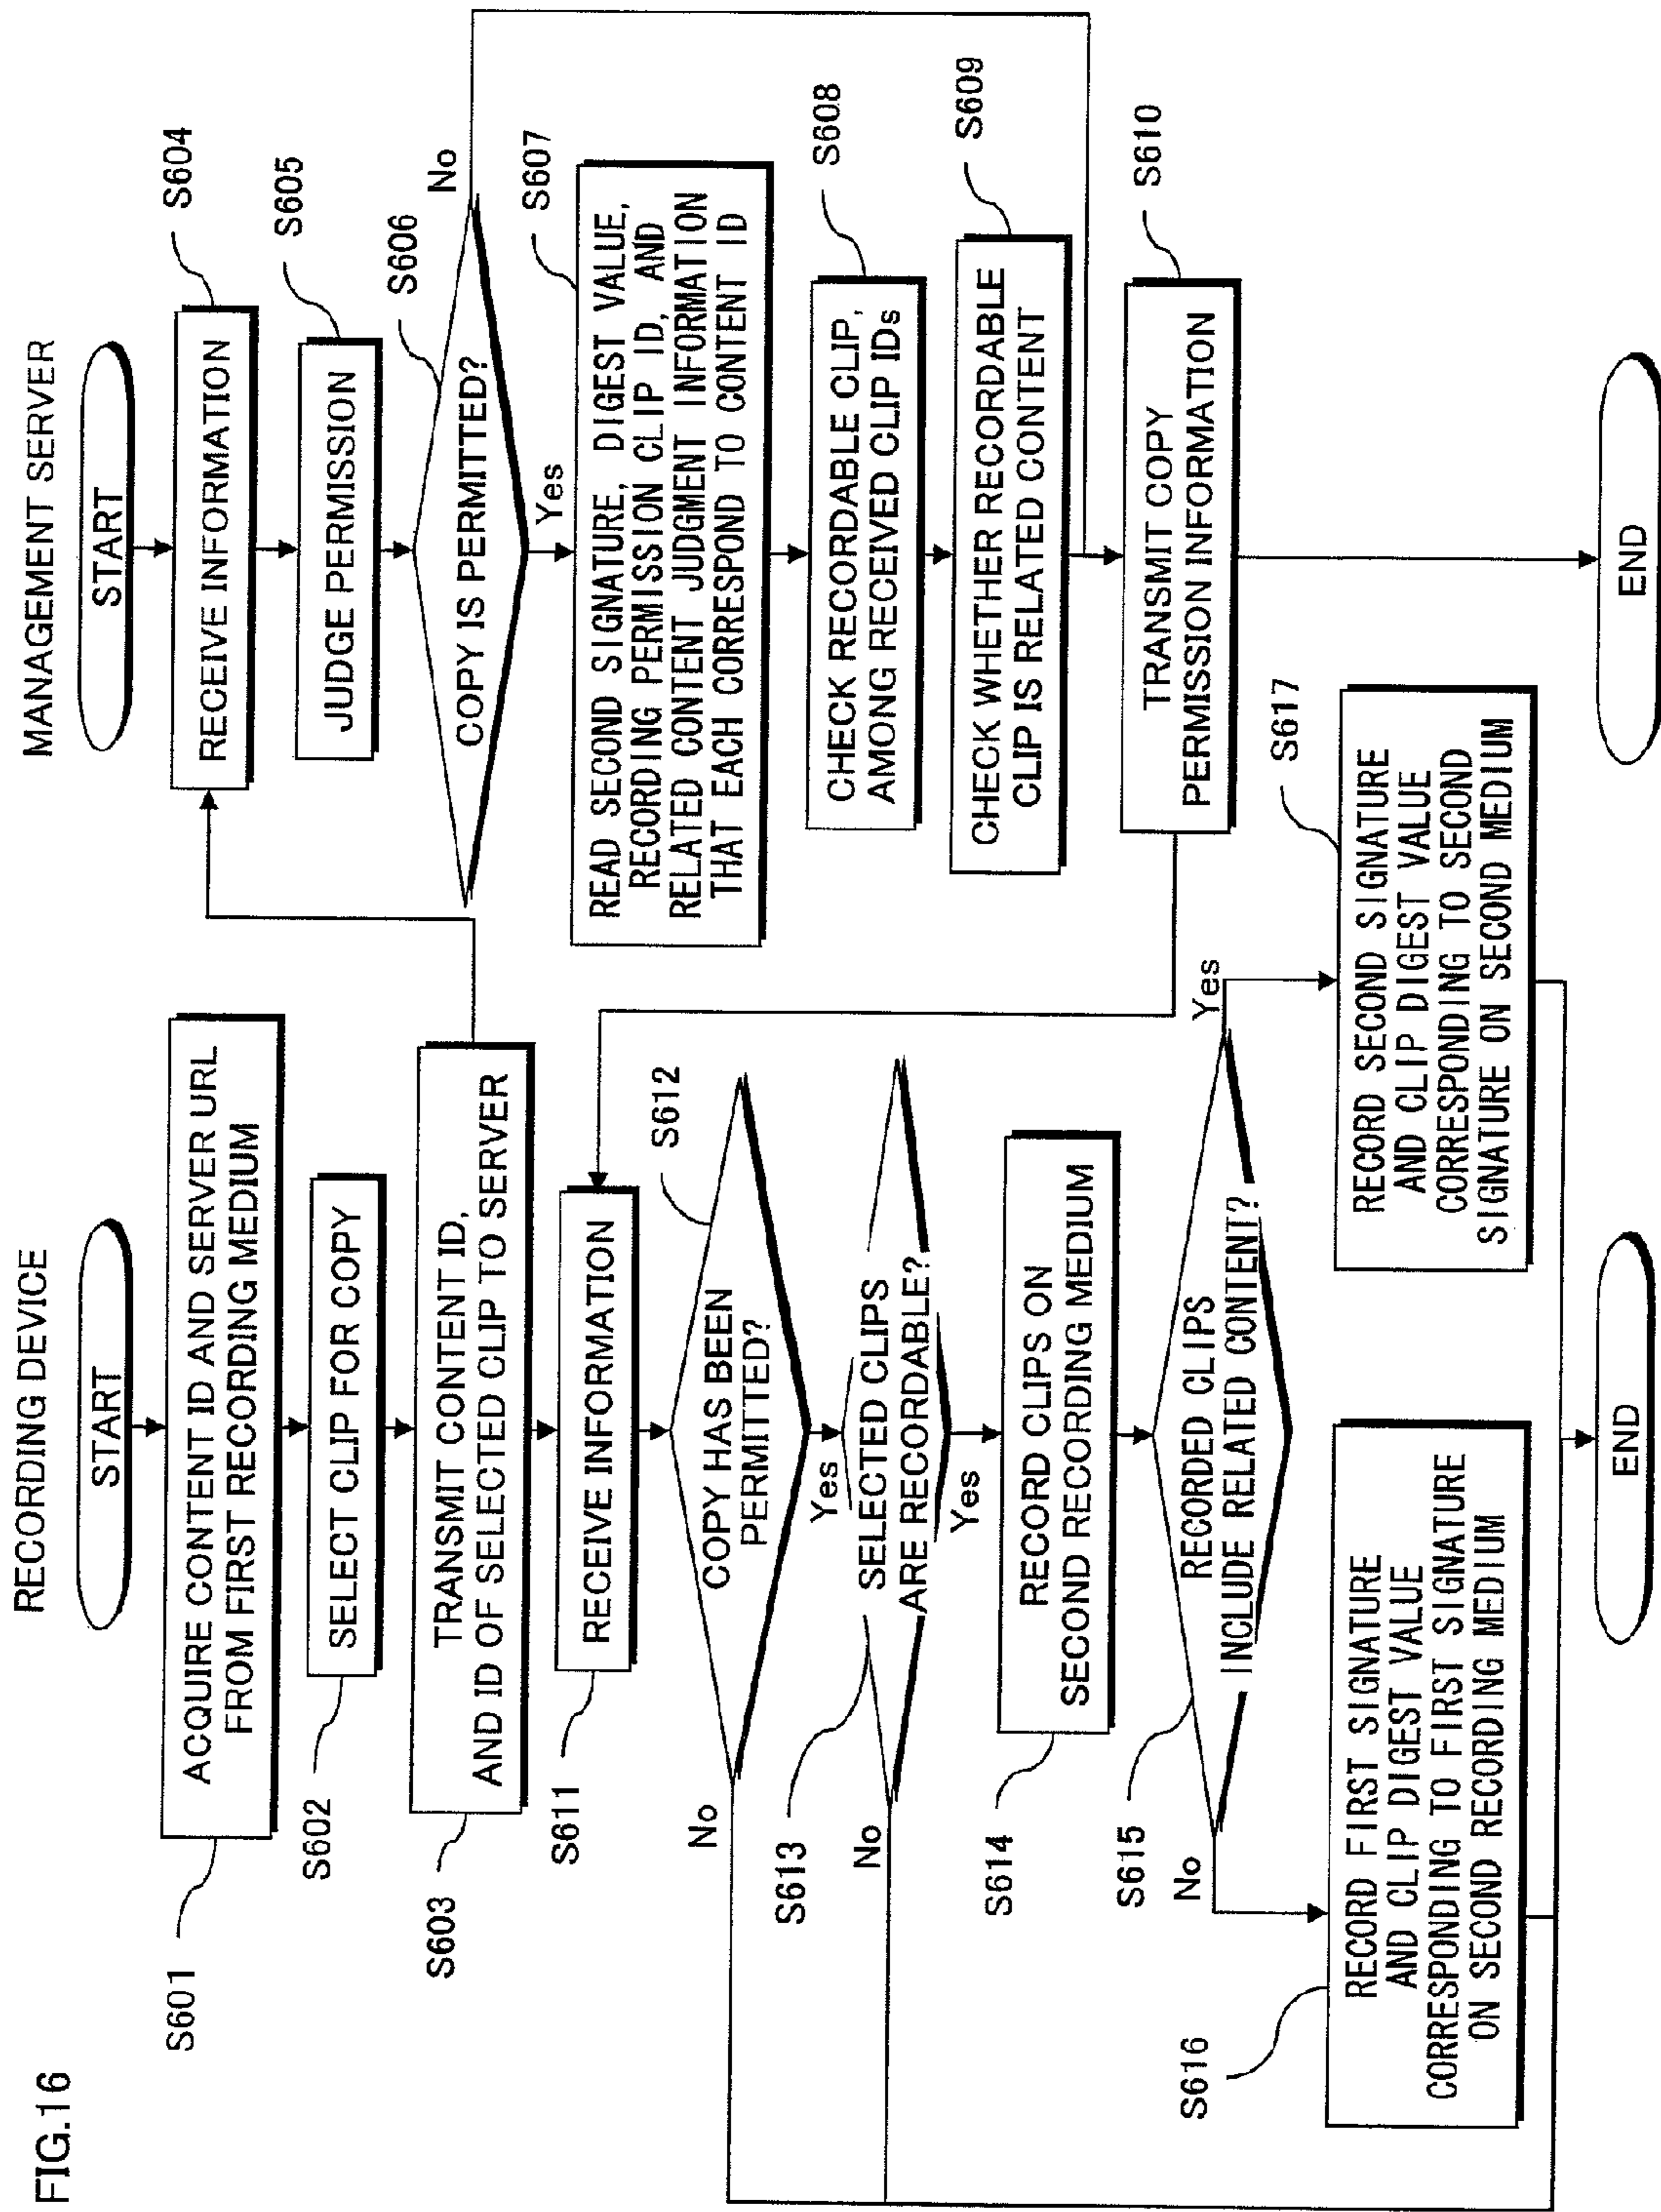 FIG.16
RECORDING DEVICE
START
S601
ACQUIRE CONTENT ID AND SERVER URL
FROM FIRST RECORDING MEDIUM
S602
SELECT CLIP FOR COPY
S603
TRANSMIT CONTENT ID,
AND ID OF SELECTED CLIP TO SERVER
S611
RECEIVE INFORMATION
S612
COPY HAS BEEN
PERMITTED?
No
Yes
S613
SELECTED CLIPS
ARE RECORDABLE?
No
Yes
S614
RECORD CLIPS ON
SECOND RECORDING MEDIUM
S615
RECORDED CLIPS
INCLUDE RELATED CONTENT?
No
Yes
S616
RECORD FIRST SIGNATURE
AND CLIP DIGEST VALUE
CORRESPONDING TO FIRST SIGNATURE
ON SECOND RECORDING MEDIUM
S617
RECORD SECOND SIGNATURE
AND CLIP DIGEST VALUE
CORRESPONDING TO SECOND
SIGNATURE ON SECOND MEDIUM
END
MANAGEMENT SERVER
START
S604
RECEIVE INFORMATION
S605
JUDGE PERMISSION
S606
COPY IS PERMITTED?
No
Yes
S607
READ SECOND SIGNATURE, DIGEST VALUE,
RECORDING PERMISSION CLIP ID, AND
RELATED CONTENT JUDGMENT INFORMATION
THAT EACH CORRESPOND TO CONTENT ID
S608
CHECK RECORDABLE CLIP,
AMONG RECEIVED CLIP IDs
S609
CHECK WHETHER RECORDABLE
CLIP IS RELATED CONTENT
S610
TRANSMIT COPY
PERMISSION INFORMATION
END